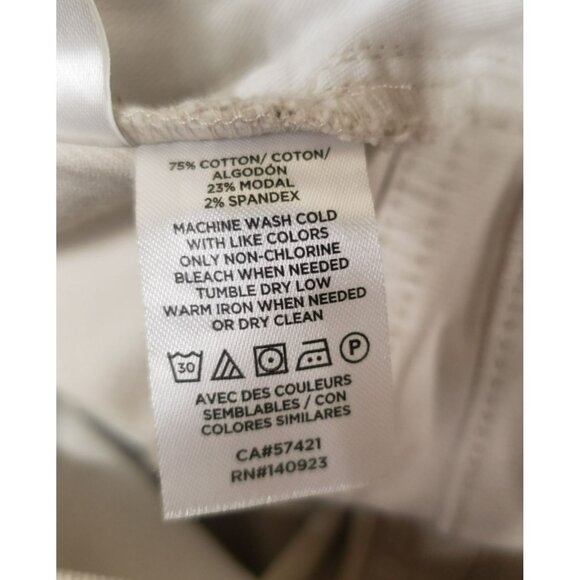 75% COTTON/ COTON/
ALGODÓN
23% MODAL
2% SPANDEX
MACHINE WASH COLD
WITH LIKE COLORS
ONLY NON-CHLORINE
BLEACH WHEN NEEDED
TUMBLE DRY LOW
WARM IRON WHEN NEEDED
OR DRY CLEAN
30 P
AVEC DES COULEURS
SEMBLABLES / CON
COLORES SIMILARES
CA#57421
RN#140923